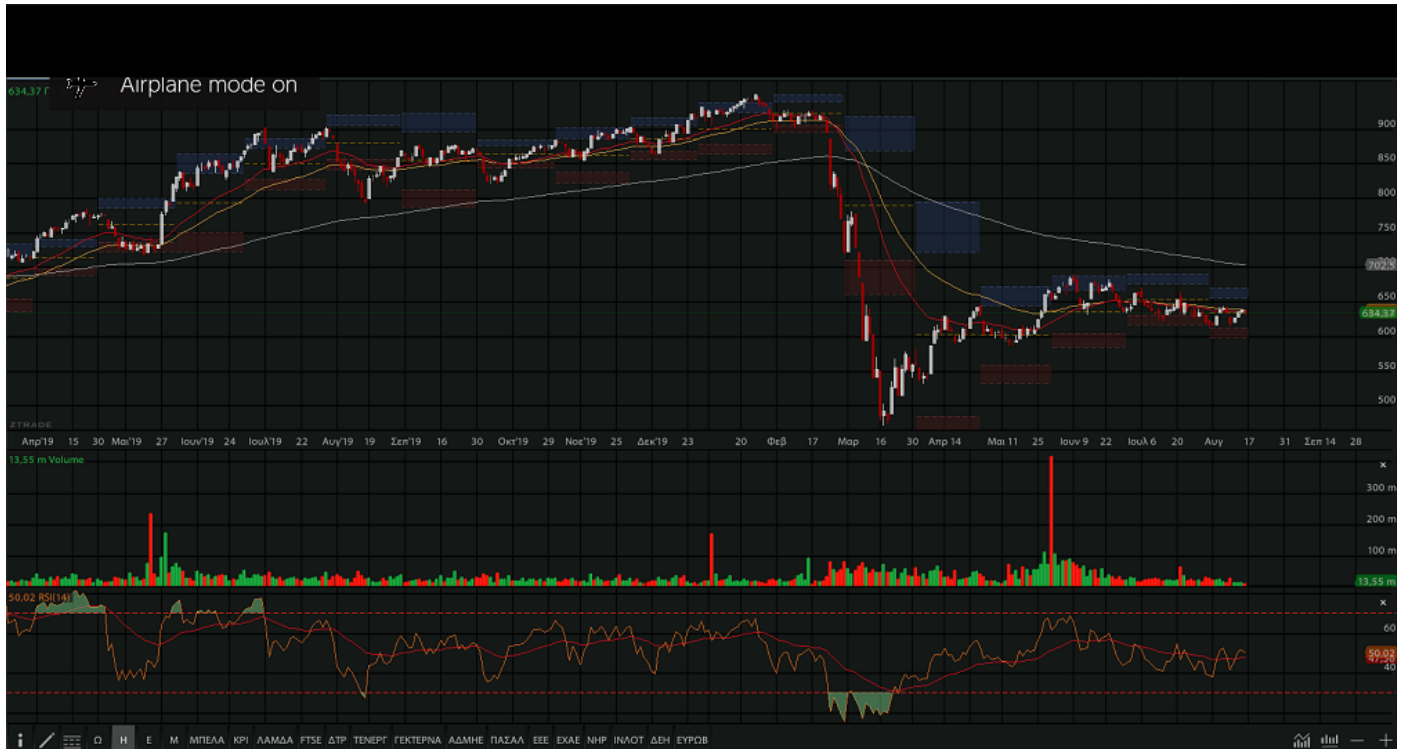 Airplane mode on
634,37 Γ
900
850
800
750
702,5
650
634,37
600
550
500
ZTRADE
Απρ'19 15 30 Μαι'19 27 Ιουν'19 24 Ιουλ'19 22 Αυγ'19 19 Σεπ'19 16 30 Οκτ'19 29 Νοε'19 25 Δεκ'19 23 20 Φεβ 17 Μαρ 16 30 Απρ 14 Μαι 11 25 Ιουν 9 22 Ιουλ 6 20 Αυγ 17 31 Σεπ 14 28
13,55 m Volume
x
300 m
200 m
100 m
13,55 m
50,02 RSI(14)
x
60
50,02
40
i Ω Η Ε Μ ΜΠΕΛΑ ΚΡΙ ΛΑΜΔΑ FTSE ΔΤΡ ΤΕΝΕΡΓ ΓΕΚΤΕΡΝΑ ΑΔΜΗΕ ΠΑΣΑΛ ΕΕΕ ΕΧΑΕ ΝΗΡ ΙΝΛΟΤ ΔΕΗ ΕΥΡΩΒ